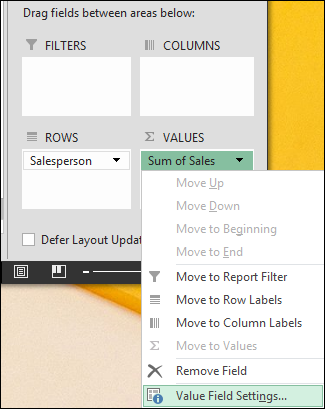 Drag fields between areas below:
FILTERS
COLUMNS
ROWS
VALUES
Salesperson
Sum of Sales
Move Up
Move Down
Move to Beginning
Move to End
Defer Layout Updat
Move to Report Filter
Move to Row Labels
Move to Column Labels
Move to Values
Remove Field
Value Field Settings...